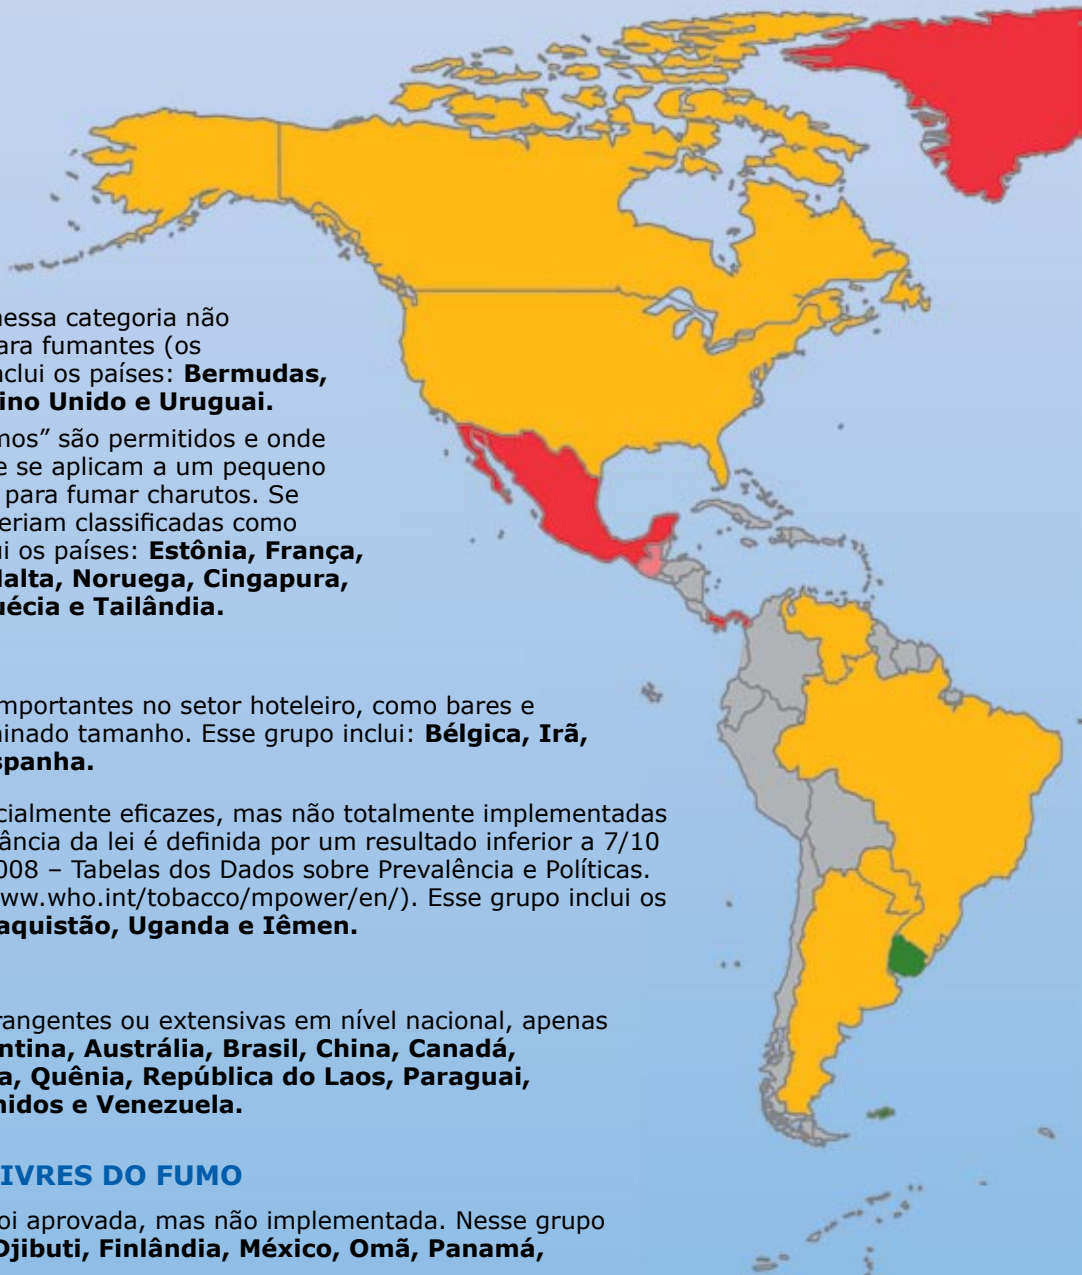 nessa categoria não
ara fumantes (os
nclui os países: Bermudas,
ino Unido e Uruguai.
mos” são permitidos e onde
e se aplicam a um pequeno
para fumar charutos. Se
eriam classificadas como
ui os países: Estônia, França,
Malta, Noruega, Cingapura,
uécia e Tailândia.
importantes no setor hoteleiro, como bares e
minado tamanho. Esse grupo inclui: Bélgica, Irã,
spanha.
cialmente eficazes, mas não totalmente implementadas
vância da lei é definida por um resultado inferior a 7/10
008 – Tabelas dos Dados sobre Prevalência e Políticas.
ww.who.int/tobacco/mpower/en/). Esse grupo inclui os
aquistão, Uganda e Iêmen.
rangentes ou extensivas em nível nacional, apenas
ntina, Austrália, Brasil, China, Canadá,
a, Quênia, República do Laos, Paraguai,
nidos e Venezuela.
IVRES DO FUMO
oi aprovada, mas não implementada. Nesse grupo
Djibuti, Finlândia, México, Omã, Panamá,